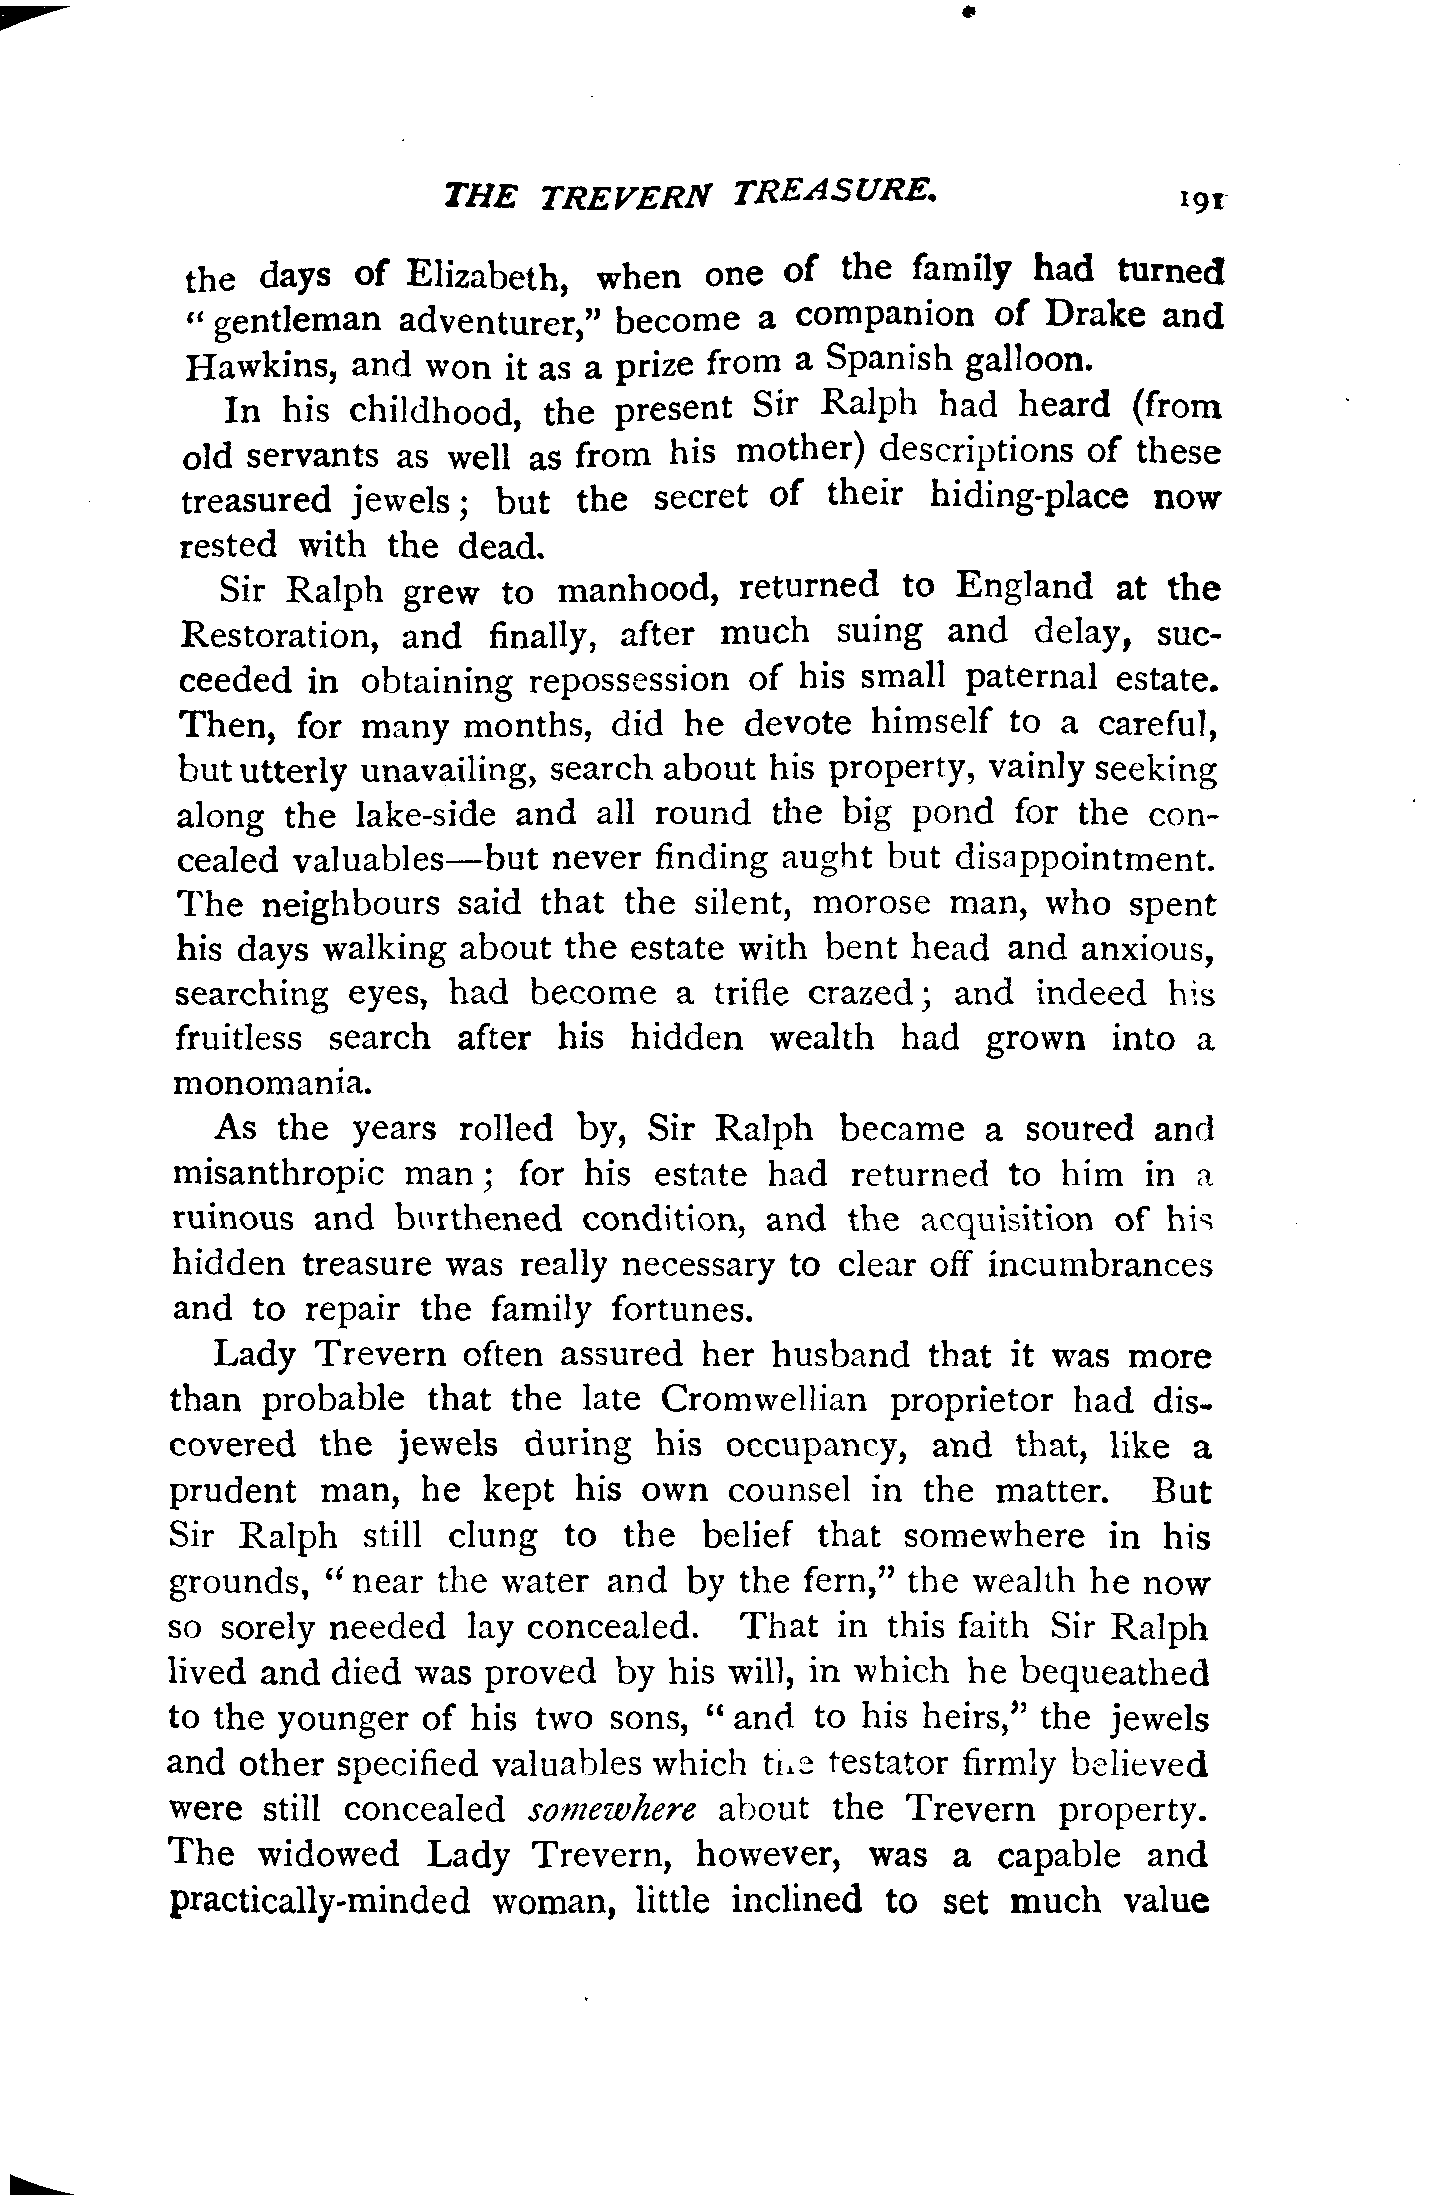 THE TREVERN TREASURE. 191
the days of Elizabeth, when one of the family had turned
“gentleman adventurer,” become a companion of Drake and
Hawkins, and won it as a prize from a Spanish galloon.
In his childhood, the present Sir Ralph had heard (from
old servants as well as from his mother) descriptions of these
treasured jewels; but the secret of their hiding-place now
rested with the dead.
Sir Ralph grew to manhood, returned to England at the
Restoration, and finally, after much suing and delay, suc-
ceeded in obtaining repossession of his small paternal estate.
Then, for many months, did he devote himself to a careful,
but utterly unavailing, search about his property, vainly seeking
along the lake-side and all round the big pond for the con-
cealed valuables—but never finding aught but disappointment.
The neighbours said that the silent, morose man, who spent
his days walking about the estate with bent head and anxious,
searching eyes, had become a trifle crazed; and indeed his
fruitless search after his hidden wealth had grown into a
monomania.
As the years rolled by, Sir Ralph became a soured and
misanthropic man; for his estate had returned to him in a
ruinous and burthened condition, and the acquisition of his
hidden treasure was really necessary to clear off incumbrances
and to repair the family fortunes.
Lady Trevern often assured her husband that it was more
than probable that the late Cromwellian proprietor had dis-
covered the jewels during his occupancy, and that, like a
prudent man, he kept his own counsel in the matter. But
Sir Ralph still clung to the belief that somewhere in his
grounds, “near the water and by the fern,” the wealth he now
so sorely needed lay concealed. That in this faith Sir Ralph
lived and died was proved by his will, in which he bequeathed
to the younger of his two sons, “and to his heirs,” the jewels
and other specified valuables which the testator firmly believed
were still concealed somewhere about the Trevern property.
The widowed Lady Trevern, however, was a capable and
practically-minded woman, little inclined to set much value